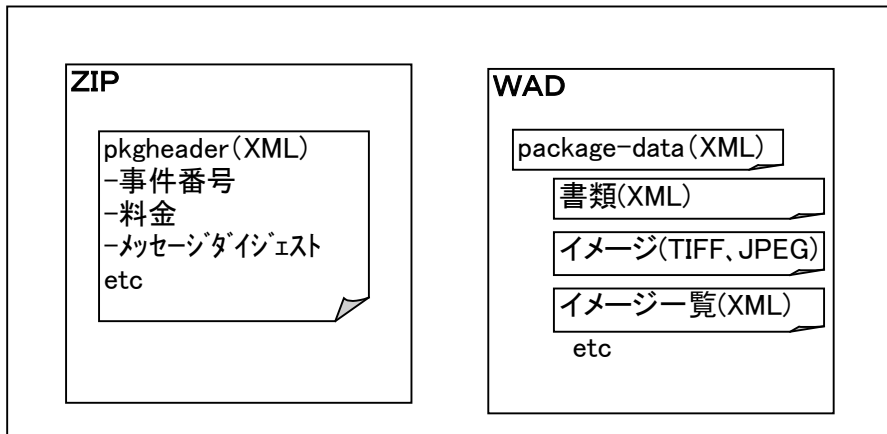 ZIP
pkgheader(XML)
-事件番号
-料金
-ﾒｯｾｰｼﾞﾀﾞｲｼﾞｪｽﾄ
etc
WAD
package-data(XML)
書類(XML)
イメージ(TIFF、JPEG)
イメージ一覧(XML)
etc